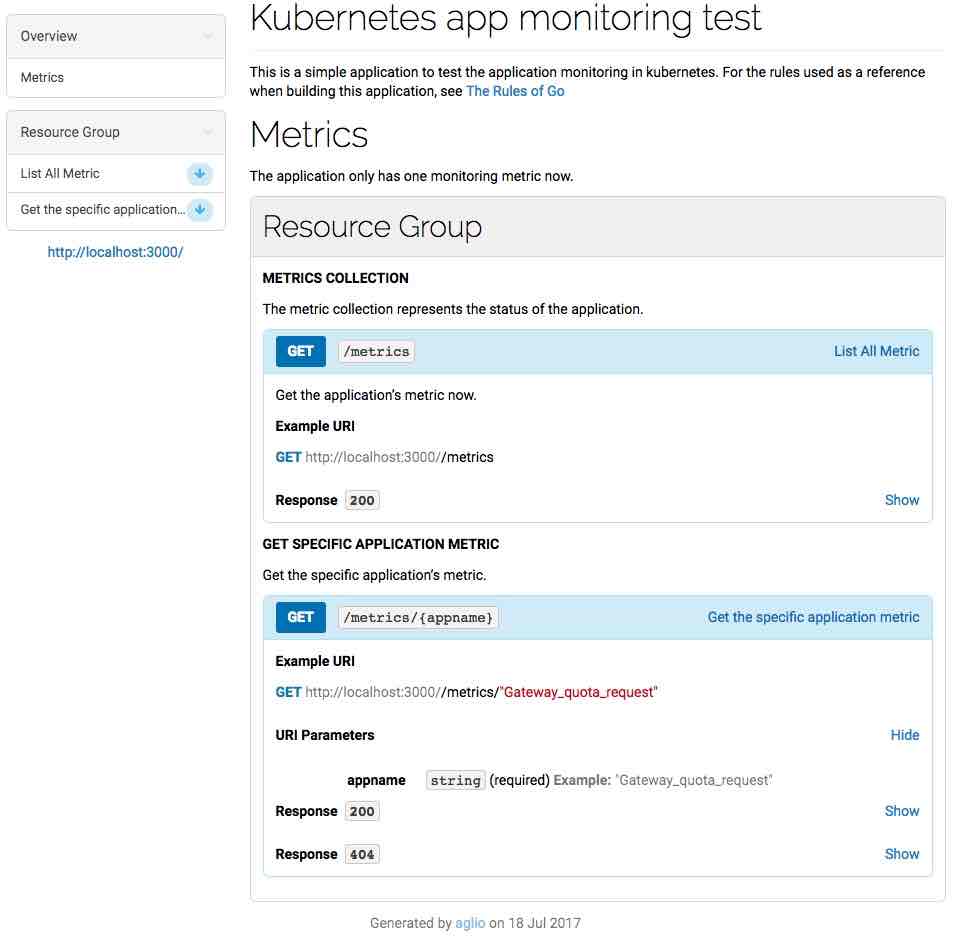 Overview
Metrics
Resource Group
List All Metric
Get the specific application...
http://localhost:3000/
Kubernetes app monitoring test
This is a simple application to test the application monitoring in kubernetes. For the rules used as a reference
when building this application, see The Rules of Go
Metrics
The application only has one monitoring metric now.
Resource Group
METRICS COLLECTION
The metric collection represents the status of the application.
GET /metrics List All Metric
Get the application’s metric now.
Example URI
GET http://localhost:3000//metrics
Response 200 Show
GET SPECIFIC APPLICATION METRIC
Get the specific application’s metric.
GET /metrics/{appname} Get the specific application metric
Example URI
GET http://localhost:3000//metrics/"Gateway_quota_request"
URI Parameters Hide
appname string (required) Example: "Gateway_quota_request"
Response 200 Show
Response 404 Show
Generated by aglio on 18 Jul 2017